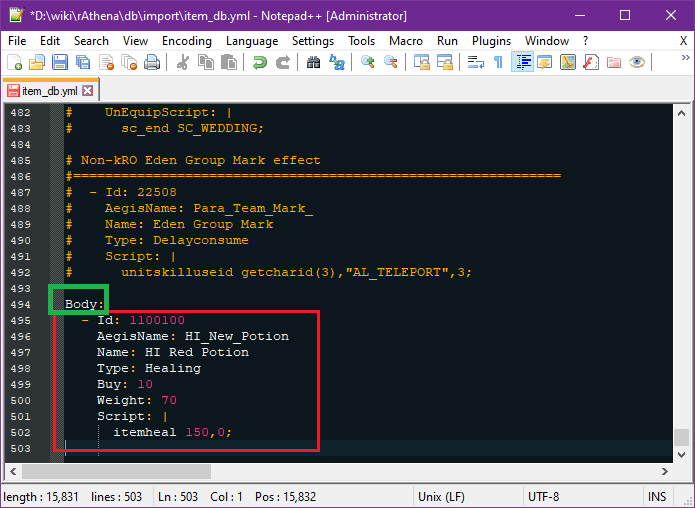 *D:\wiki\rAthena\db\import\item_db.yml - Notepad++ [Administrator]
File Edit Search View Encoding Language Settings Tools Macro Run Plugins Window ? X
item_db.yml
482 # UnEquipScript: |
483 # sc_end SC_WEDDING;
484
485 # Non-kRO Eden Group Mark effect
486 #=============================================================
487 # - Id: 22508
488 # AegisName: Para_Team_Mark_
489 # Name: Eden Group Mark
490 # Type: Delayconsume
491 # Script: |
492 # unitskilluseid getcharid(3),"AL_TELEPORT",3;
493
494 Body:
495 - Id: 1100100
496 AegisName: HI_New_Potion
497 Name: HI Red Potion
498 Type: Healing
499 Buy: 10
500 Weight: 70
501 Script: |
502 itemheal 150,0;
503
length : 15,831 lines : 503 Ln : 503 Col : 1 Pos : 15,832 Unix (LF) UTF-8 INS